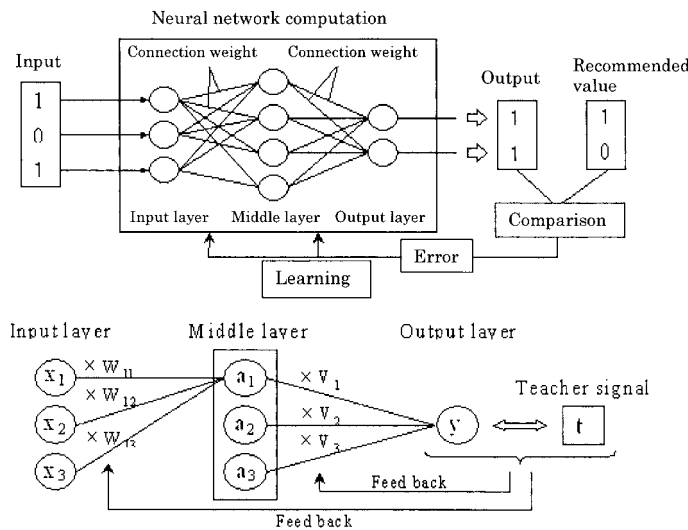 Neural network computation
Connection weight Connection weight
Input
Output
Recommended
value
1
0
1
1
1
1
0
Input layer Middle layer Output layer
Comparison
Error
Learning
Input layer Middle layer Output layer
× W11
× W12
× W13
x1
x2
x3
a1
a2
a3
× V1
× V2
× V3
y
Teacher signal
t
Feed back
Feed back